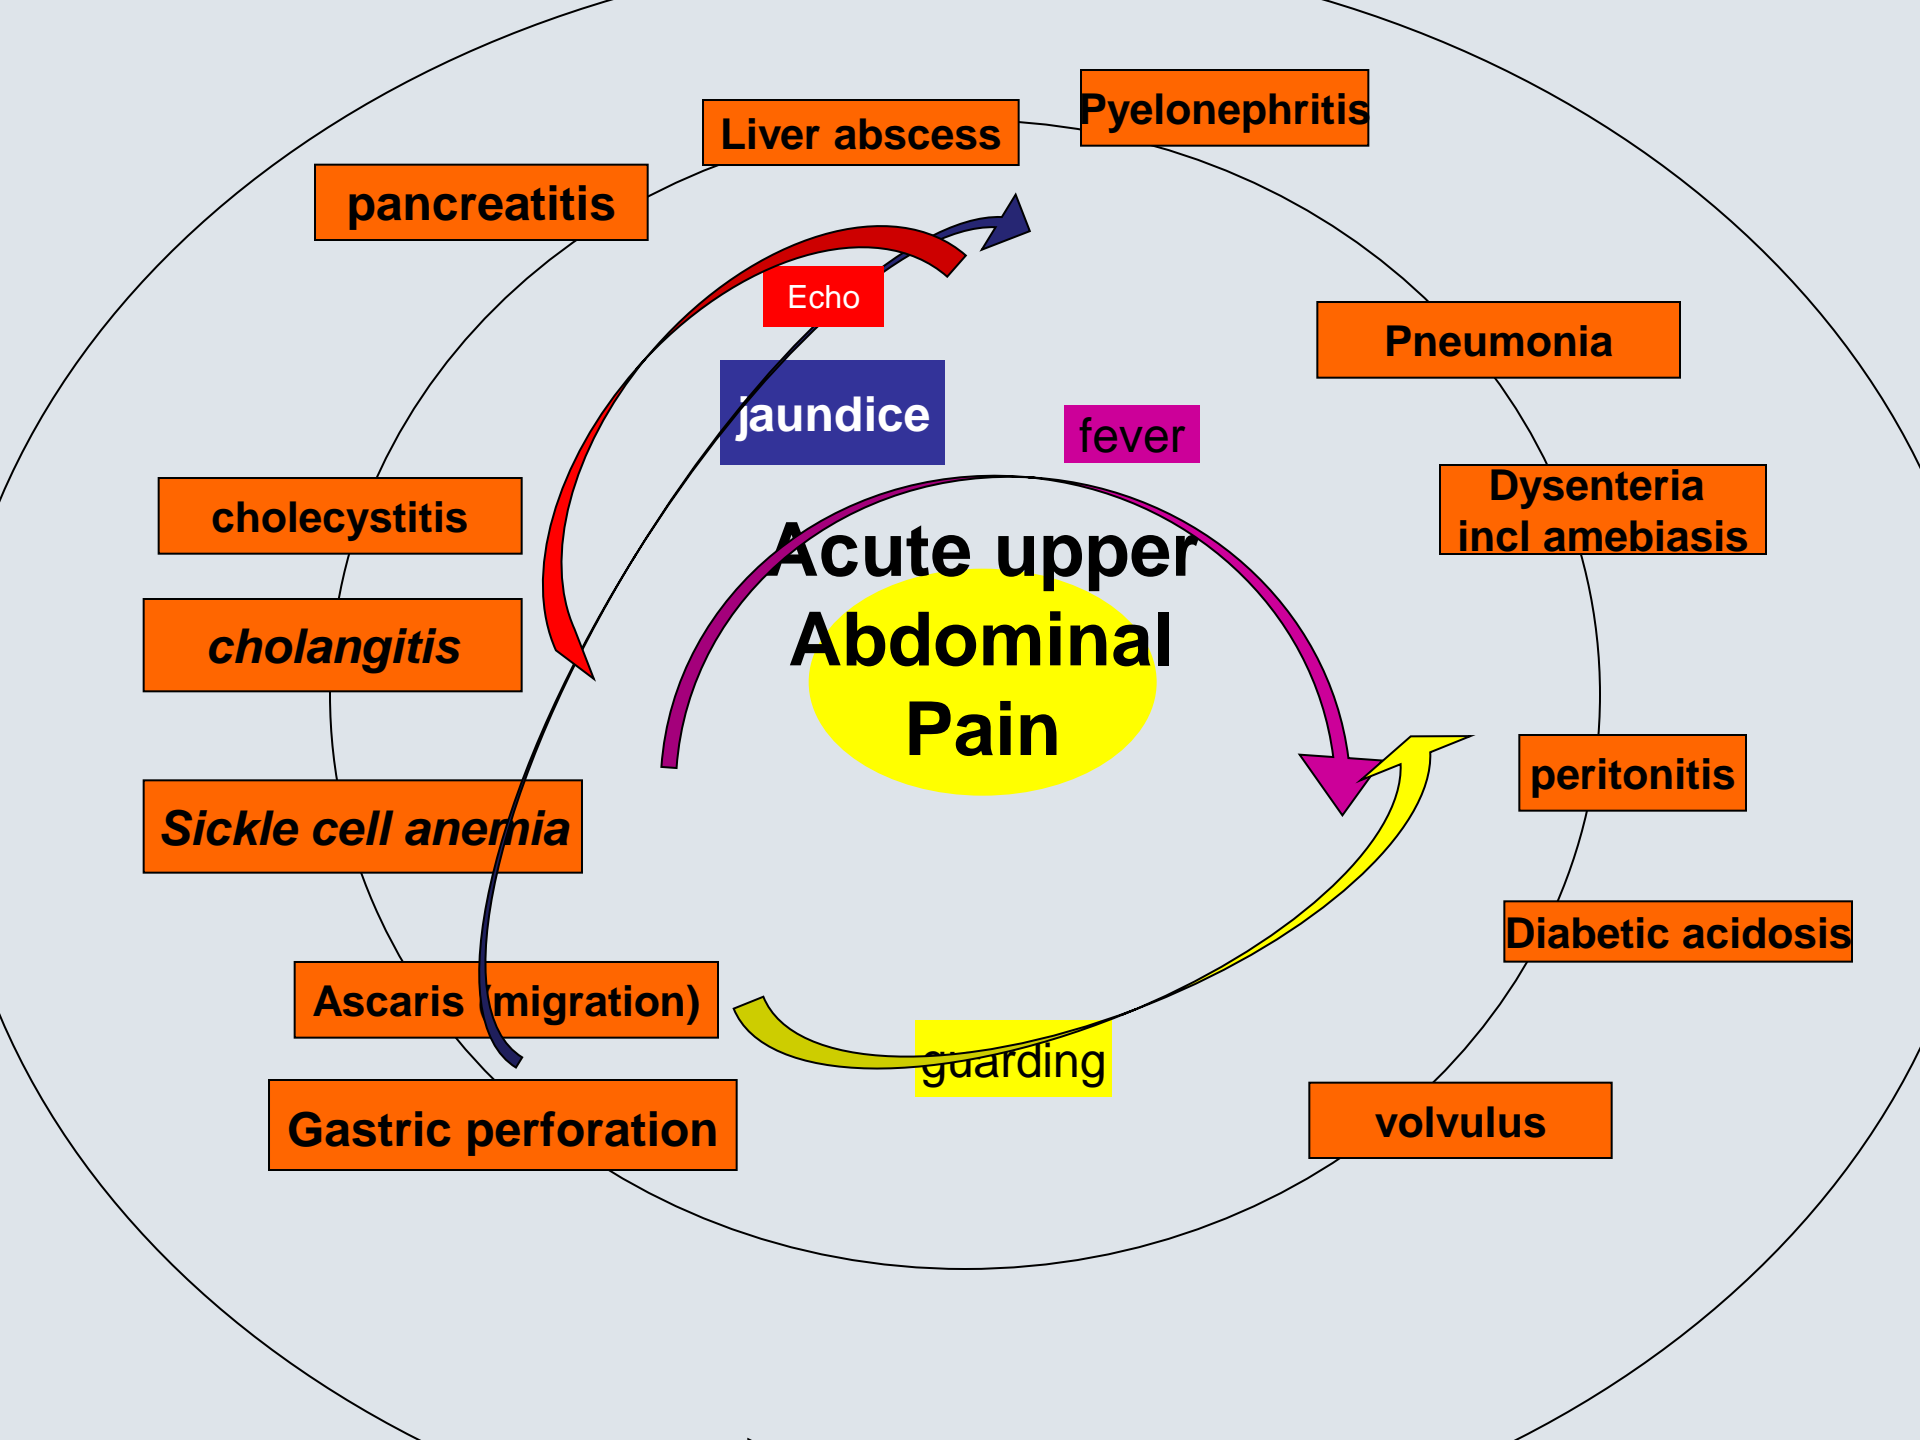 Pyelonephritis
Liver abscess
pancreatitis
Echo
Pneumonia
jaundice
fever
Dysenteria
incl amebiasis
cholecystitis
Acute upper
Abdominal
Pain
cholangitis
peritonitis
Sickle cell anemia
Diabetic acidosis
Ascaris (migration)
guarding
Gastric perforation
volvulus